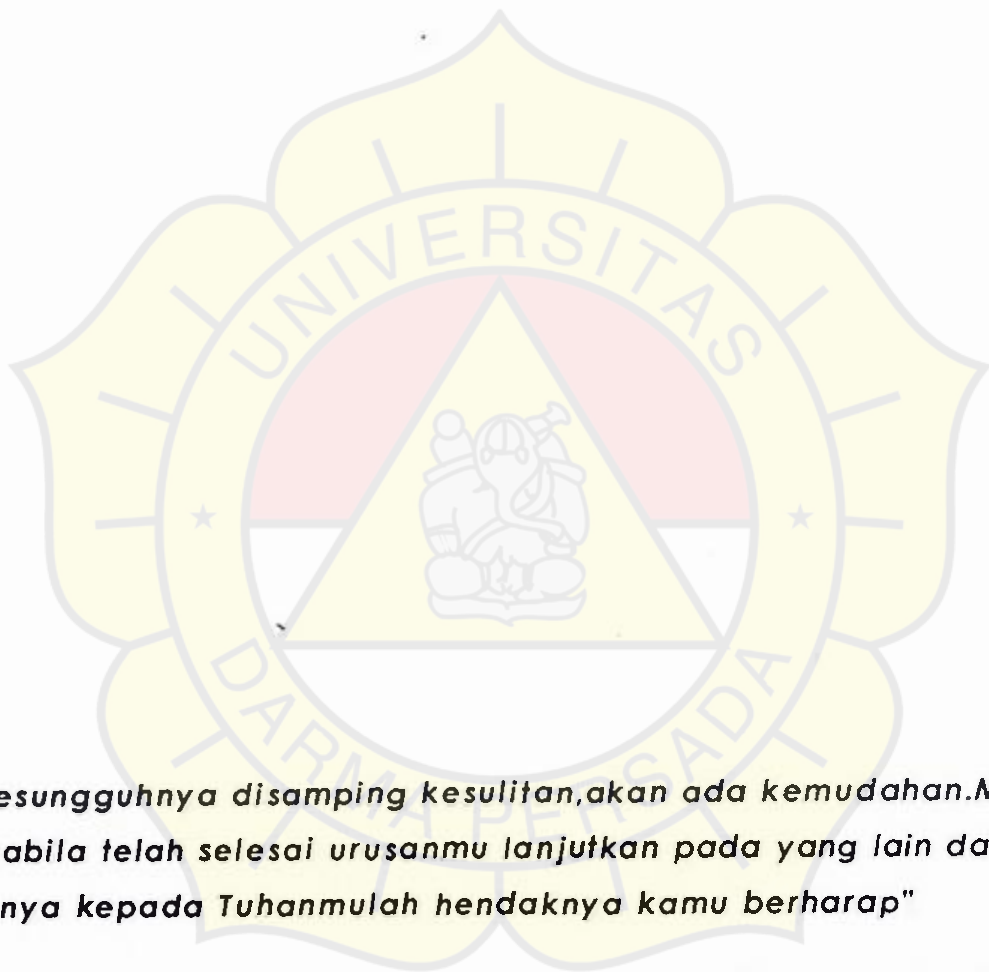 UNIVERSITAS
DARMA PERSADA
esungguhnya disamping kesulitan,akan ada kemudahan.M
abila telah selesai urusanmu lanjutkan pada yang lain da
nya kepada Tuhanmulah hendaknya kamu berharap"